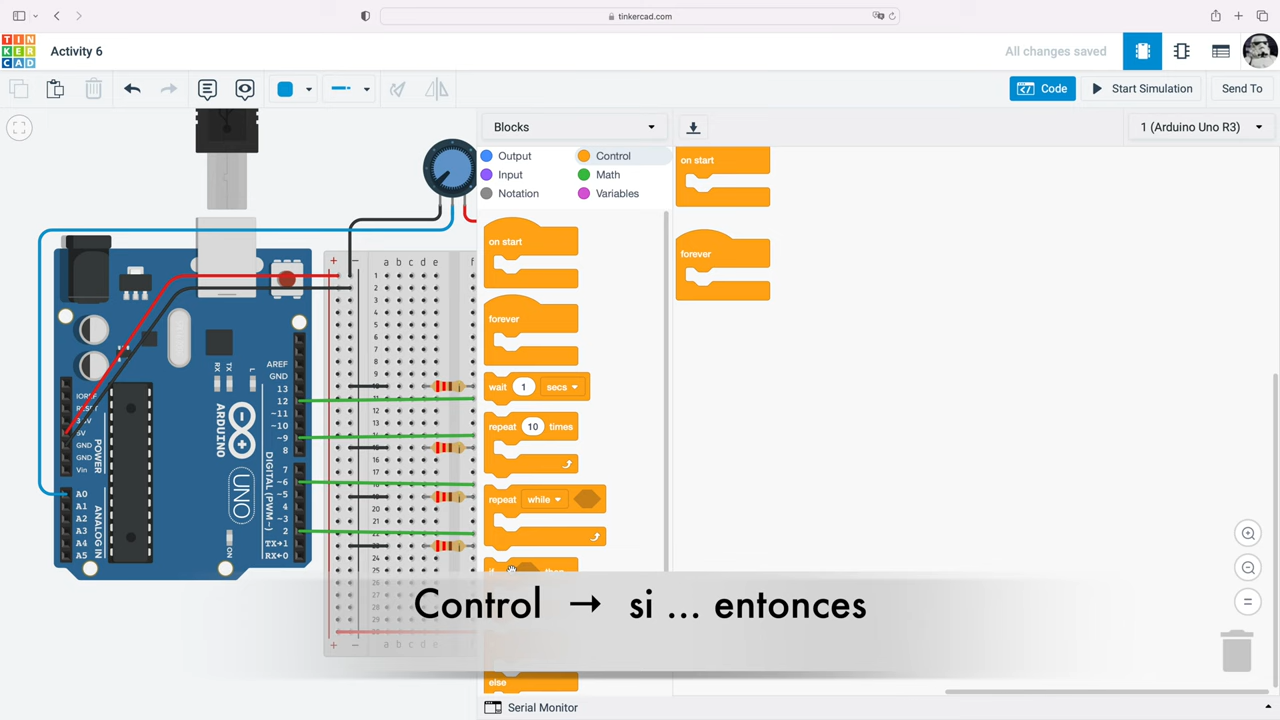 tinkercad.com
TIN
KER
CAD
Activity 6
All changes saved
Code
Start Simulation
Send To
Blocks
1 (Arduino Uno R3)
Output
Control
Input
Math
Notation
Variables
on start
forever
wait 1 secs
repeat 10 times
repeat while
if then
else
on start
forever
Control → si ... entonces
Serial Monitor
AREF
GND
13
12
~11
~10
~9
8
7
~6
~5
4
~3
2
TX→1
RX←0
DIGITAL (PWM~)
ARDUINO
UNO
RX
TX
L
ON
IOREF
RESET
3.3V
5V
GND
GND
Vin
POWER
A0
A1
A2
A3
A4
A5
ANALOG IN
a b c d e f
a b c d e f